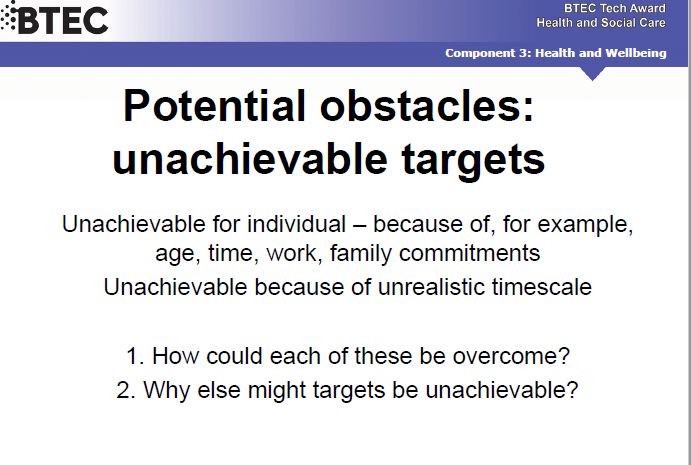 BTEC
BTEC Tech Award
Health and Social Care
Component 3: Health and Wellbeing
Potential obstacles:
unachievable targets
Unachievable for individual – because of, for example,
age, time, work, family commitments
Unachievable because of unrealistic timescale
1. How could each of these be overcome?
2. Why else might targets be unachievable?